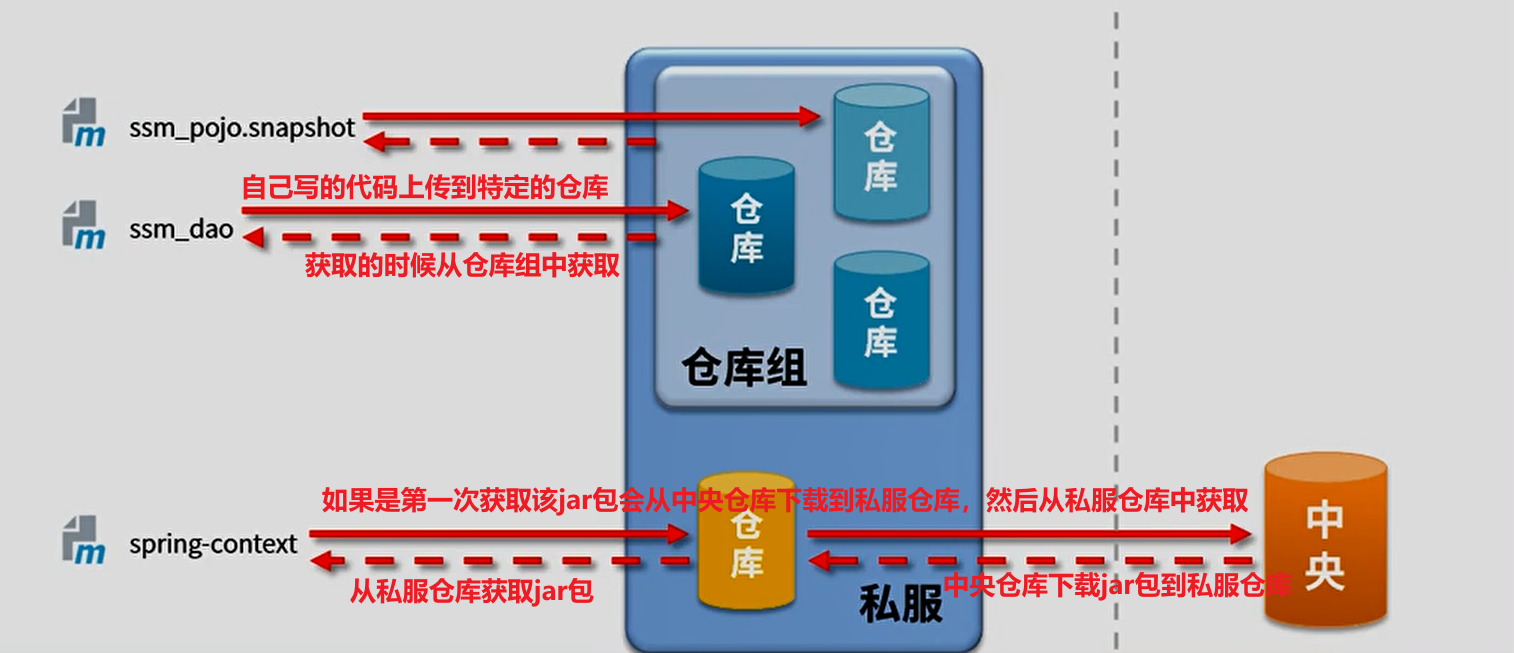 ssm_pojo.snapshot
仓库
自己写的代码上传到特定的仓库
仓库
ssm_dao
获取的时候从仓库组中获取
仓库
仓库组
如果是第一次获取该jar包会从中央仓库下载到私服仓库，然后从私服仓库中获取
spring-context
仓库
中央
从私服仓库获取jar包
中央仓库下载jar包到私服仓库
私服